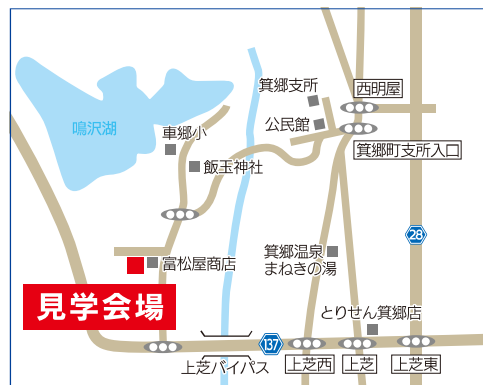 箕郷支所
西明屋
鳴沢湖
公民館
車郷小
箕郷町支所入口
飯玉神社
28
箕郷温泉
まねきの湯
富松屋商店
見学会場
とりせん箕郷店
137
上芝バイパス
上芝西
上芝
上芝東